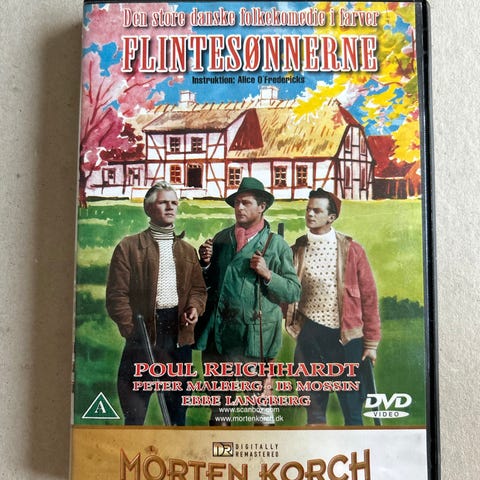 Den store danske folkekomedie i farver
FLINTESØNNERNE
Instruktion: Alice O'Fredericks
POUL REICHHARDT
PETER MALBERG - IB MOSSIN
EBBE LANGBERG
www.scanbox.com
www.mortenkorch.dk
A
DVD
VIDEO
DR DIGITALLY
REMASTERED
MORTEN KORCH